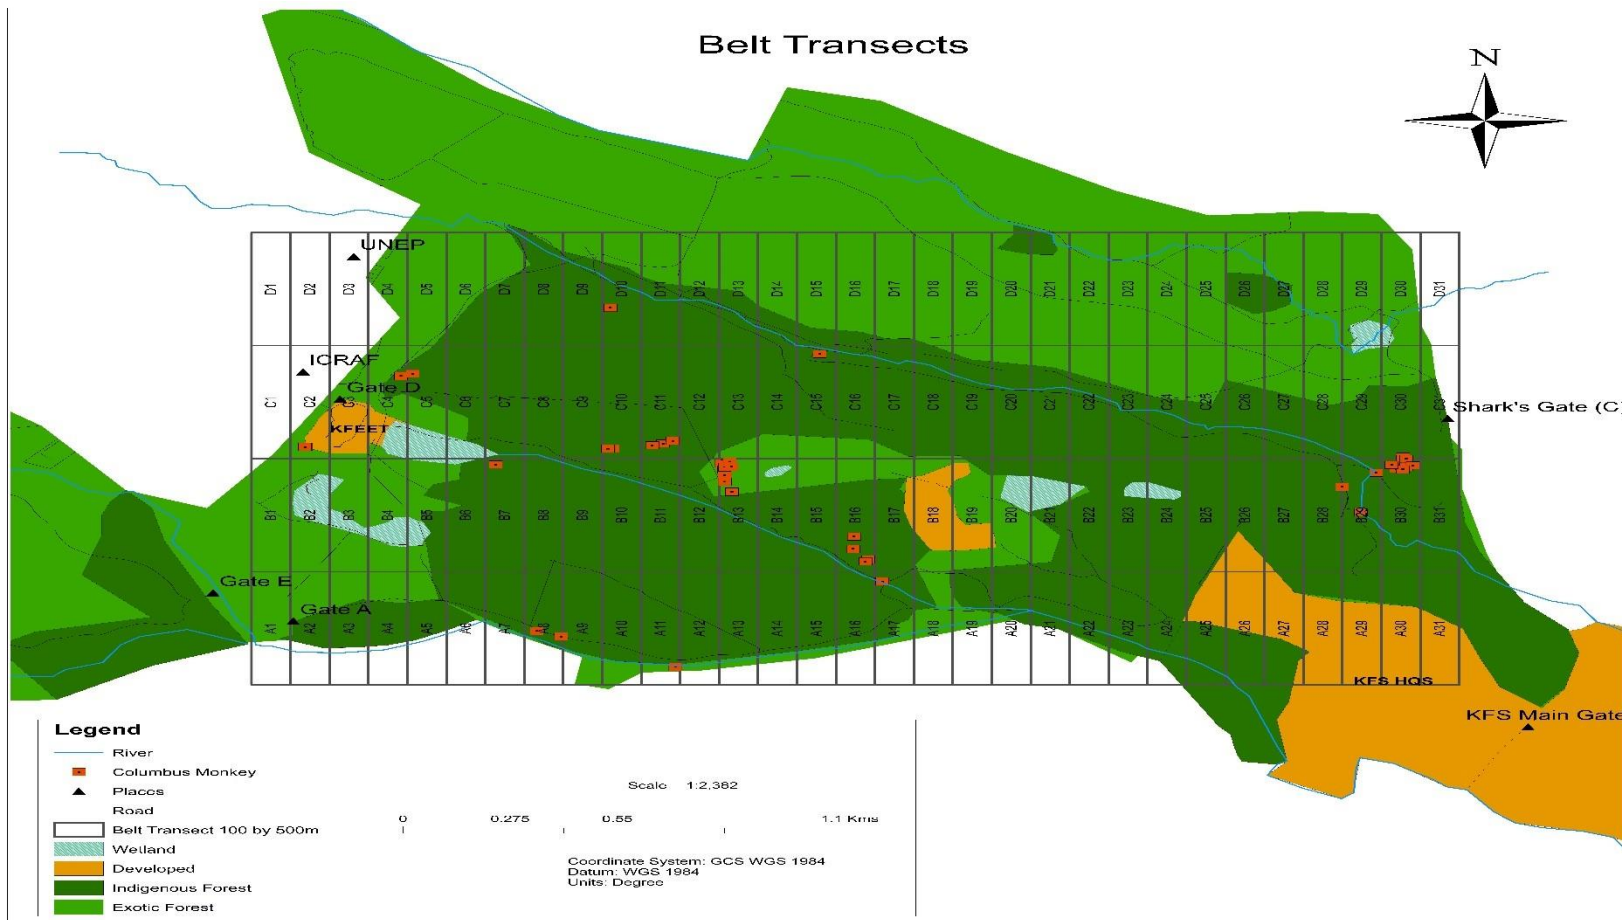 Belt Transects
N
UNEP
D1 D2 D3 D4 D5 D6 D7 D8 D9 D10 D11 D12 D13 D14 D15 D16 D17 D18 D19 D20 D21 D22 D23 D24 D25 D26 D27 D28 D29 D30 D31
ICRAF
Gate D
C1 C2 C3 C4 C5 C6 C7 C8 C9 C10 C11 C12 C13 C14 C15 C16 C17 C18 C19 C20 C21 C22 C23 C24 C25 C26 C27 C28 C29 C30
Shark's Gate (C)
KFEET
B1 B2 B3 B4 B5 B6 B7 B8 B9 B10 B11 B12 B13 B14 B15 B16 B17 B18 B19 B20 B21 B22 B23 B24 B25 B26 B27 B28 B29 B30 B31
Gate E
Gate A
A1 A2 A3 A4 A5 A6 A7 A8 A9 A10 A11 A12 A13 A14 A15 A16 A17 A18 A19 A20 A21 A22 A23 A24 A25 A26 A27 A28 A29 A30 A31
KFS HQS
KFS Main Gate
Legend
River
Columbus Monkey
Places
Road
Belt Transect 100 by 500m
Wetland
Developed
Indigenous Forest
Exotic Forest
Scale 1:2,382
0 0.275 0.55 1.1 Kms
Coordinate System: GCS WGS 1984
Datum: WGS 1984
Units: Degree